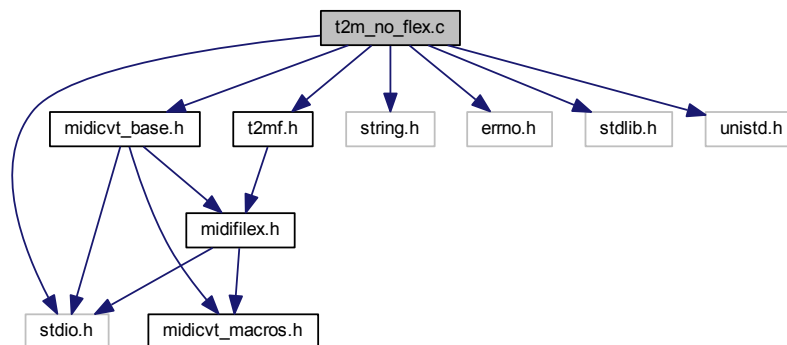 t2m_no_flex.c
midicvt_base.h
t2mf.h
string.h
errno.h
stdlib.h
unistd.h
midifilex.h
stdio.h
midicvt_macros.h